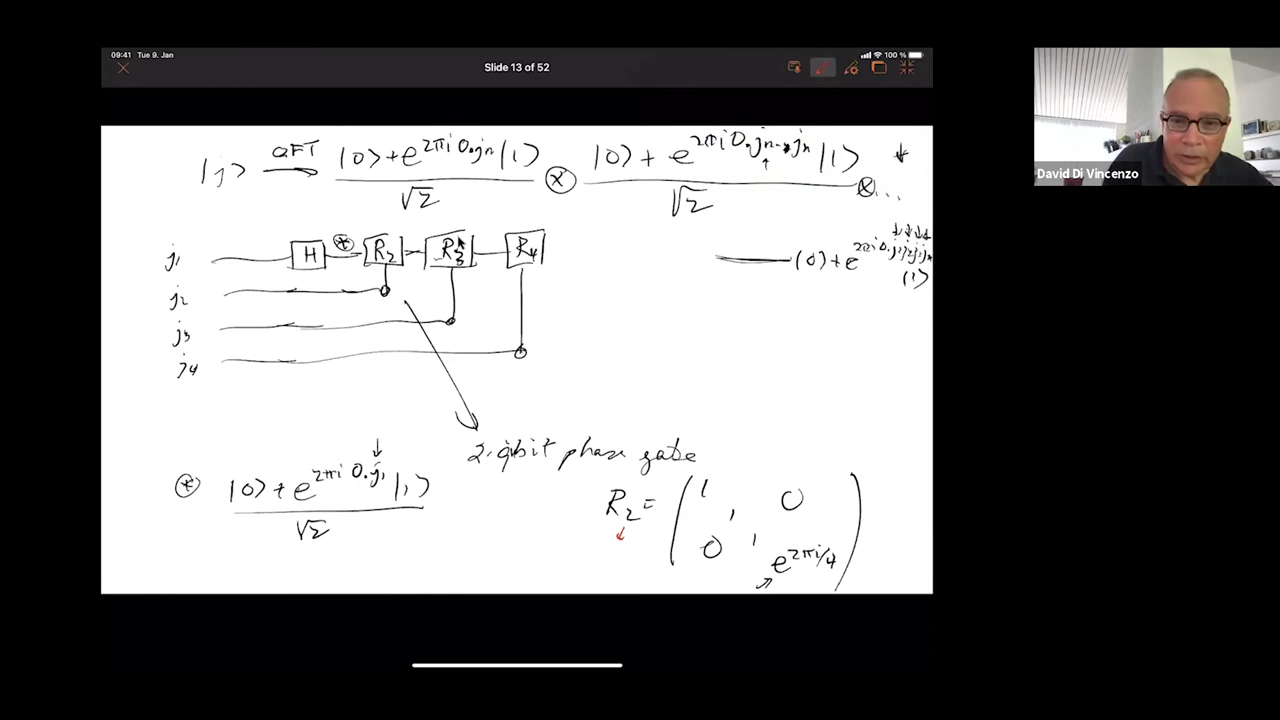 09:41 Tue 9. Jan
100 %
Slide 13 of 52
David Di Vincenzo
|j⟩ QFT |0⟩+e^{2πi 0.jn}|1⟩ / √2 ⊗ |0⟩+e^{2πi 0.jn-1jn}|1⟩ / √2 ⊗ ...
|0⟩+e^{2πi 0.j1j2j3jn}|1⟩
j1 H ⊛ R2 R3 R4
j2
j3
j4
2-qubit phase gate
⊛ |0⟩+e^{2πi 0.j1}|1⟩ / √2
R2 = ( 1, 0
0, e^{2πi/4} )